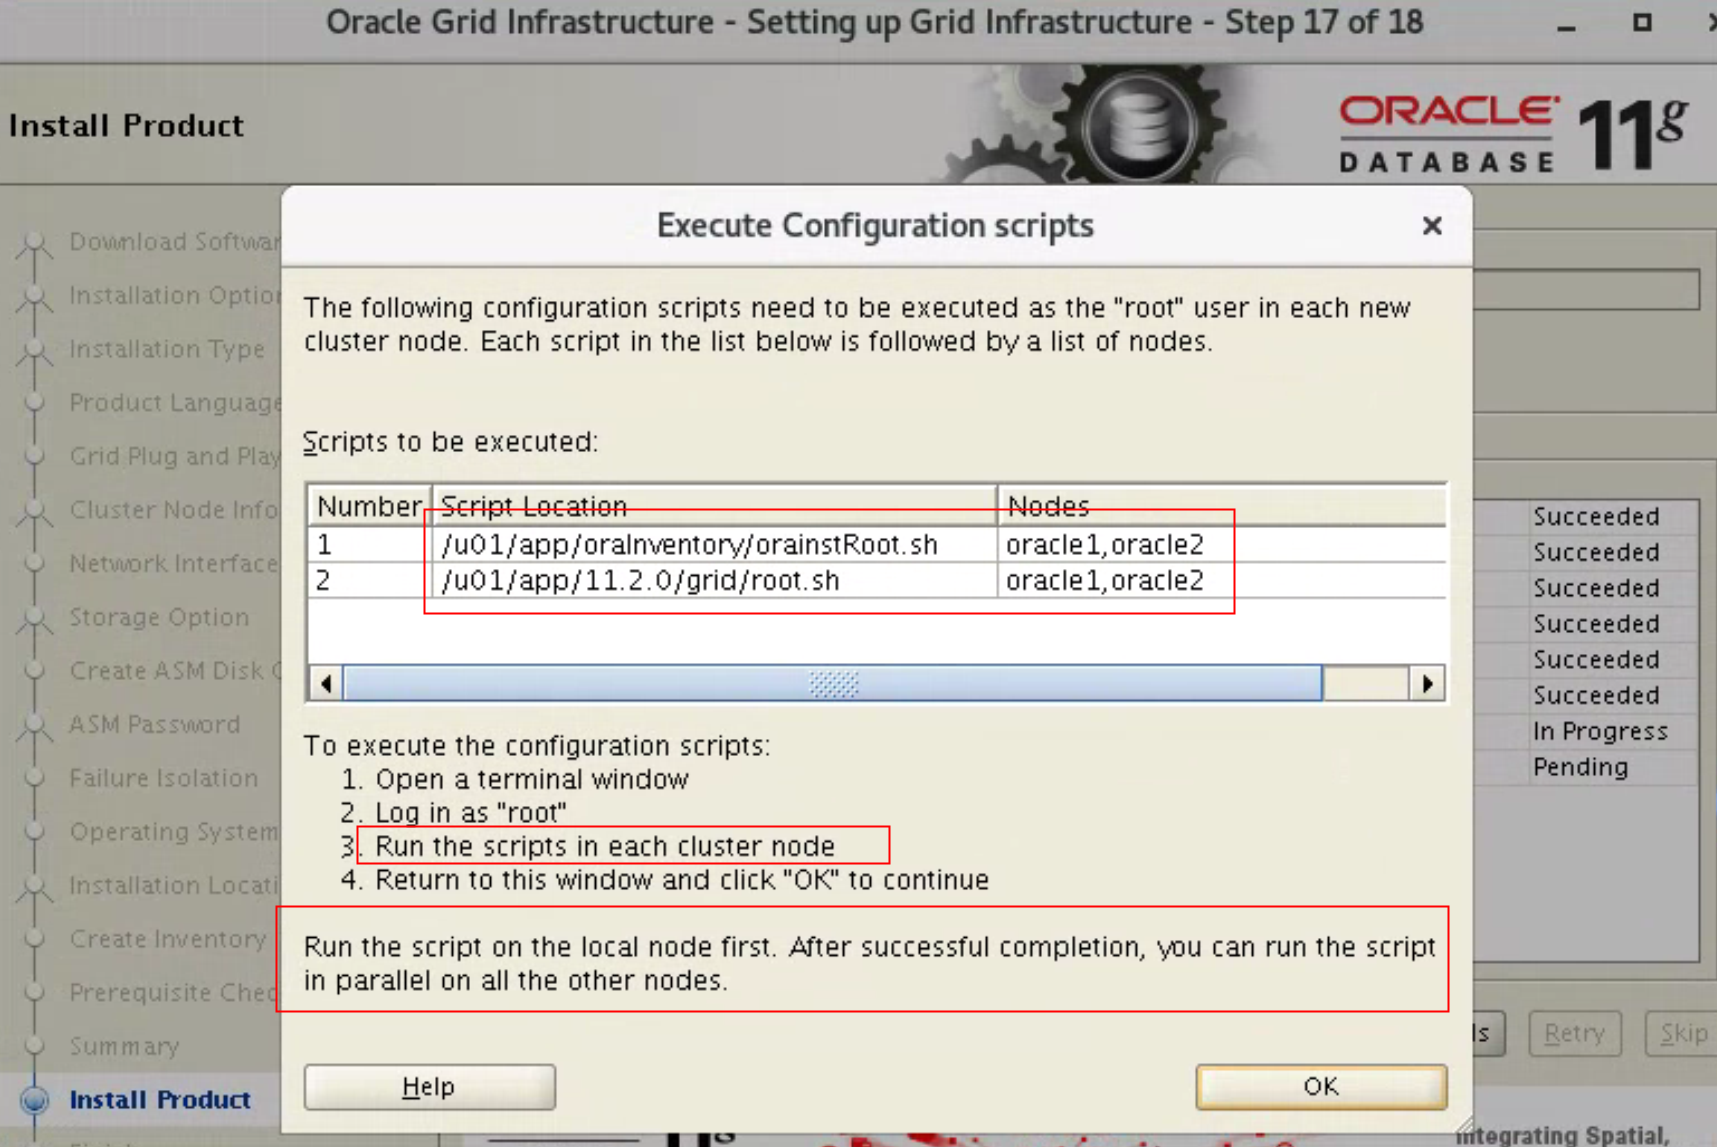 Oracle Grid Infrastructure - Setting up Grid Infrastructure - Step 17 of 18
Install Product
ORACLE
DATABASE
11g
Execute Configuration scripts
The following configuration scripts need to be executed as the "root" user in each new
cluster node. Each script in the list below is followed by a list of nodes.
Scripts to be executed:
Number Script Location Nodes
1 /u01/app/oraInventory/orainstRoot.sh oracle1,oracle2
2 /u01/app/11.2.0/grid/root.sh oracle1,oracle2
To execute the configuration scripts:
1. Open a terminal window
2. Log in as "root"
3. Run the scripts in each cluster node
4. Return to this window and click "OK" to continue
Run the script on the local node first. After successful completion, you can run the script
in parallel on all the other nodes.
Help
OK
Download Softwar
Installation Option
Installation Type
Product Language
Grid Plug and Play
Cluster Node Info
Network Interface
Storage Option
Create ASM Disk
ASM Password
Failure Isolation
Operating System
Installation Locati
Create Inventory
Prerequisite Chec
Summary
Install Product
Succeeded
Succeeded
Succeeded
Succeeded
Succeeded
Succeeded
In Progress
Pending
ls
Retry
Skip
Integrating Spatial,